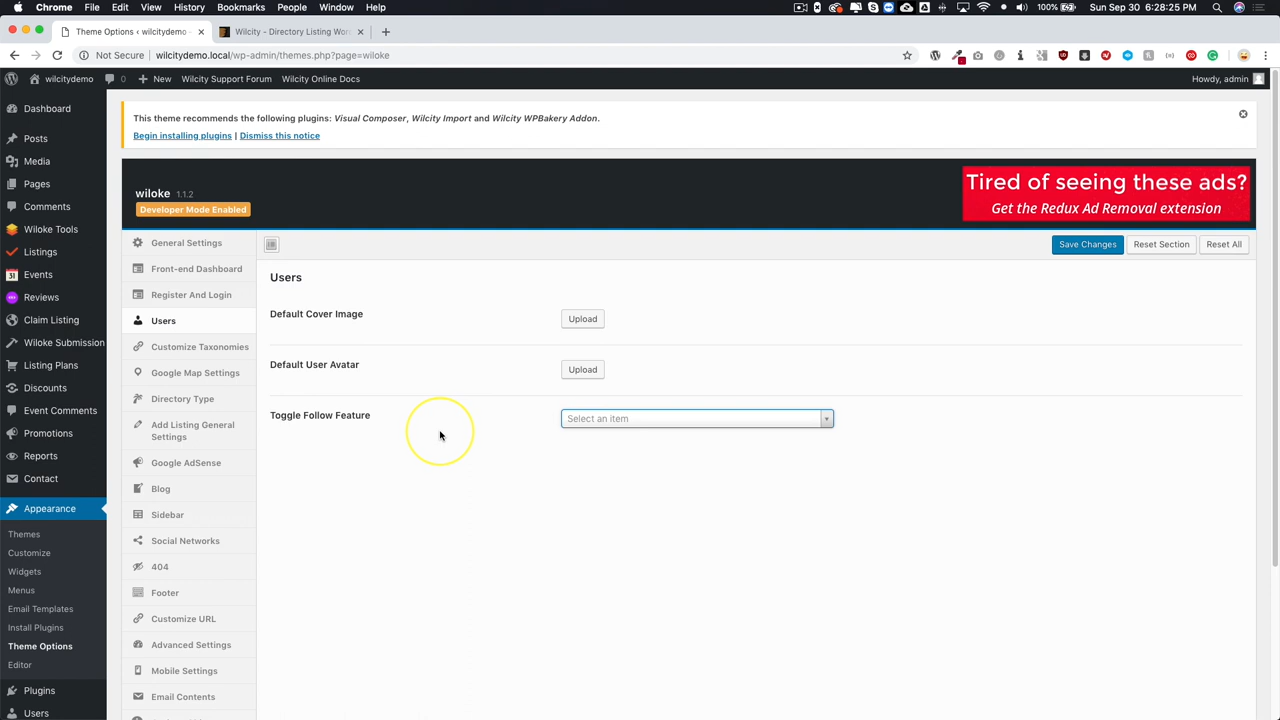 Chrome File Edit View History Bookmarks People Window Help 100% Sun Sep 30 6:28:25 PM
Theme Options ‹ wilcitydemo - Wilcity - Directory Listing Wor
Not Secure wilcitydemo.local/wp-admin/themes.php?page=wiloke
wilcitydemo 0 New Wilcity Support Forum Wilcity Online Docs Howdy, admin
Dashboard
Posts
Media
Pages
Comments
Wiloke Tools
Listings
31 Events
Reviews
Claim Listing
Wiloke Submission
Listing Plans
Discounts
Event Comments
Promotions
Reports
Contact
Appearance
Themes
Customize
Widgets
Menus
Email Templates
Install Plugins
Theme Options
Editor
Plugins
Users
This theme recommends the following plugins: Visual Composer, Wilcity Import and Wilcity WPBakery Addon.
Begin installing plugins | Dismiss this notice
wiloke 1.1.2
Developer Mode Enabled
Tired of seeing these ads?
Get the Redux Ad Removal extension
General Settings
Front-end Dashboard
Register And Login
Users
Customize Taxonomies
Google Map Settings
Directory Type
Add Listing General
Settings
Google AdSense
Blog
Sidebar
Social Networks
404
Footer
Customize URL
Advanced Settings
Mobile Settings
Email Contents
Save Changes Reset Section Reset All
Users
Default Cover Image Upload
Default User Avatar Upload
Toggle Follow Feature Select an item